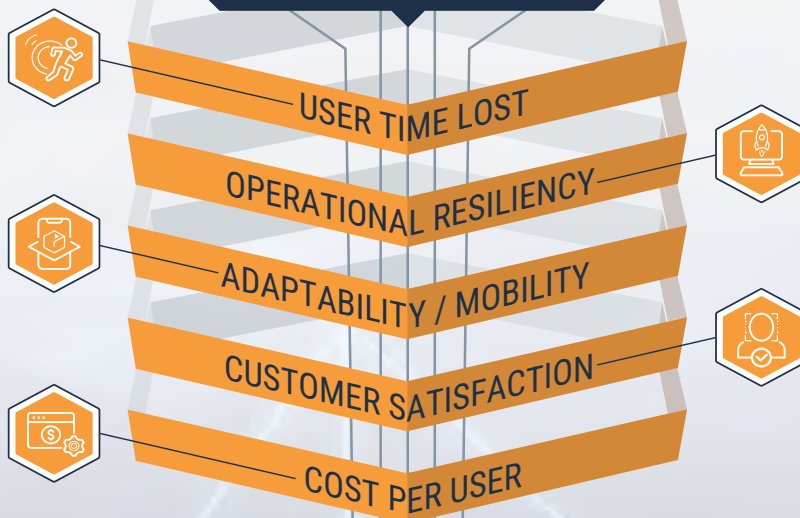 USER TIME LOST
OPERATIONAL RESILIENCY
ADAPTABILITY / MOBILITY
CUSTOMER SATISFACTION
COST PER USER
$